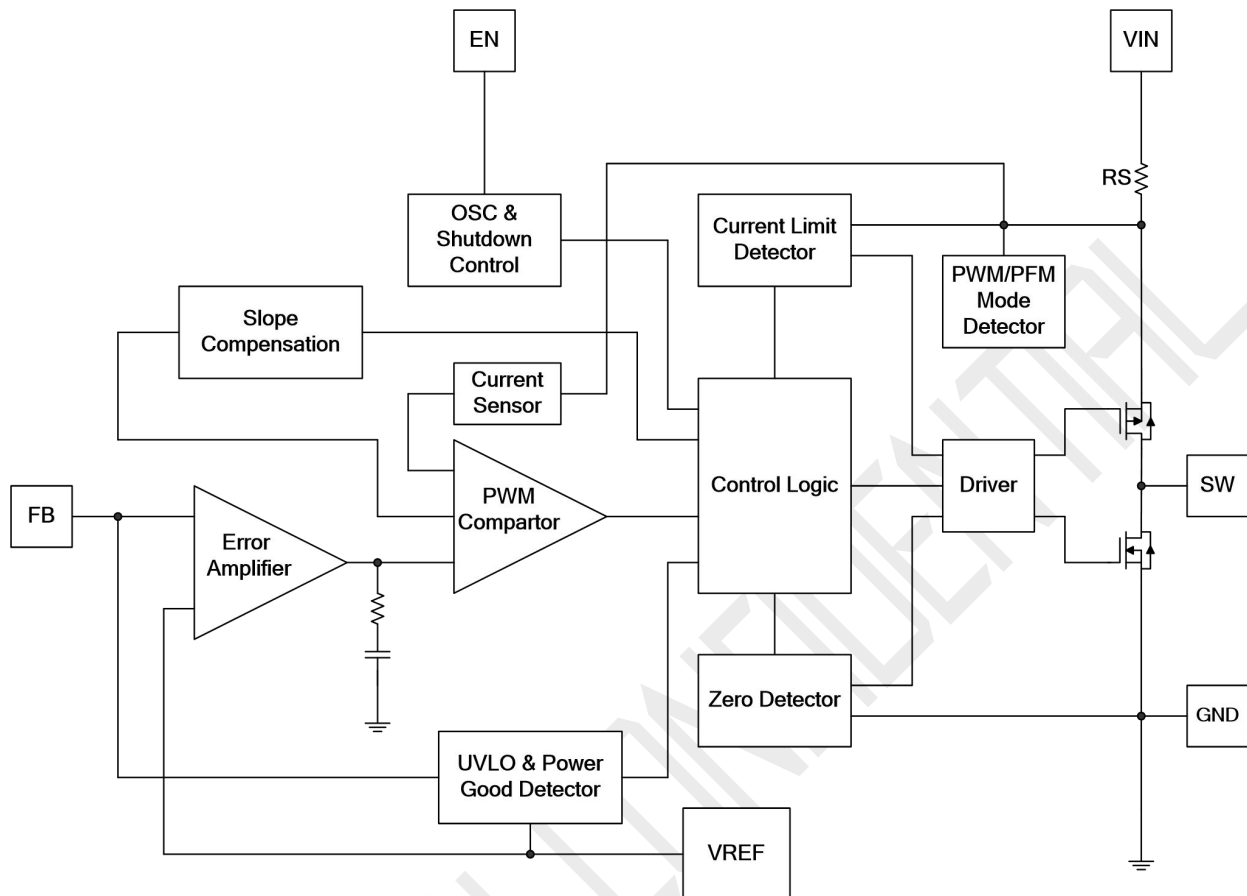 EN
VIN
RS
OSC &
Shutdown
Control
Current Limit
Detector
PWM/PFM
Mode
Detector
Slope
Compensation
Current
Sensor
FB
Error
Amplifier
PWM
Compartor
Control Logic
Driver
SW
Zero Detector
GND
UVLO & Power
Good Detector
VREF
CONFIDENTIAL